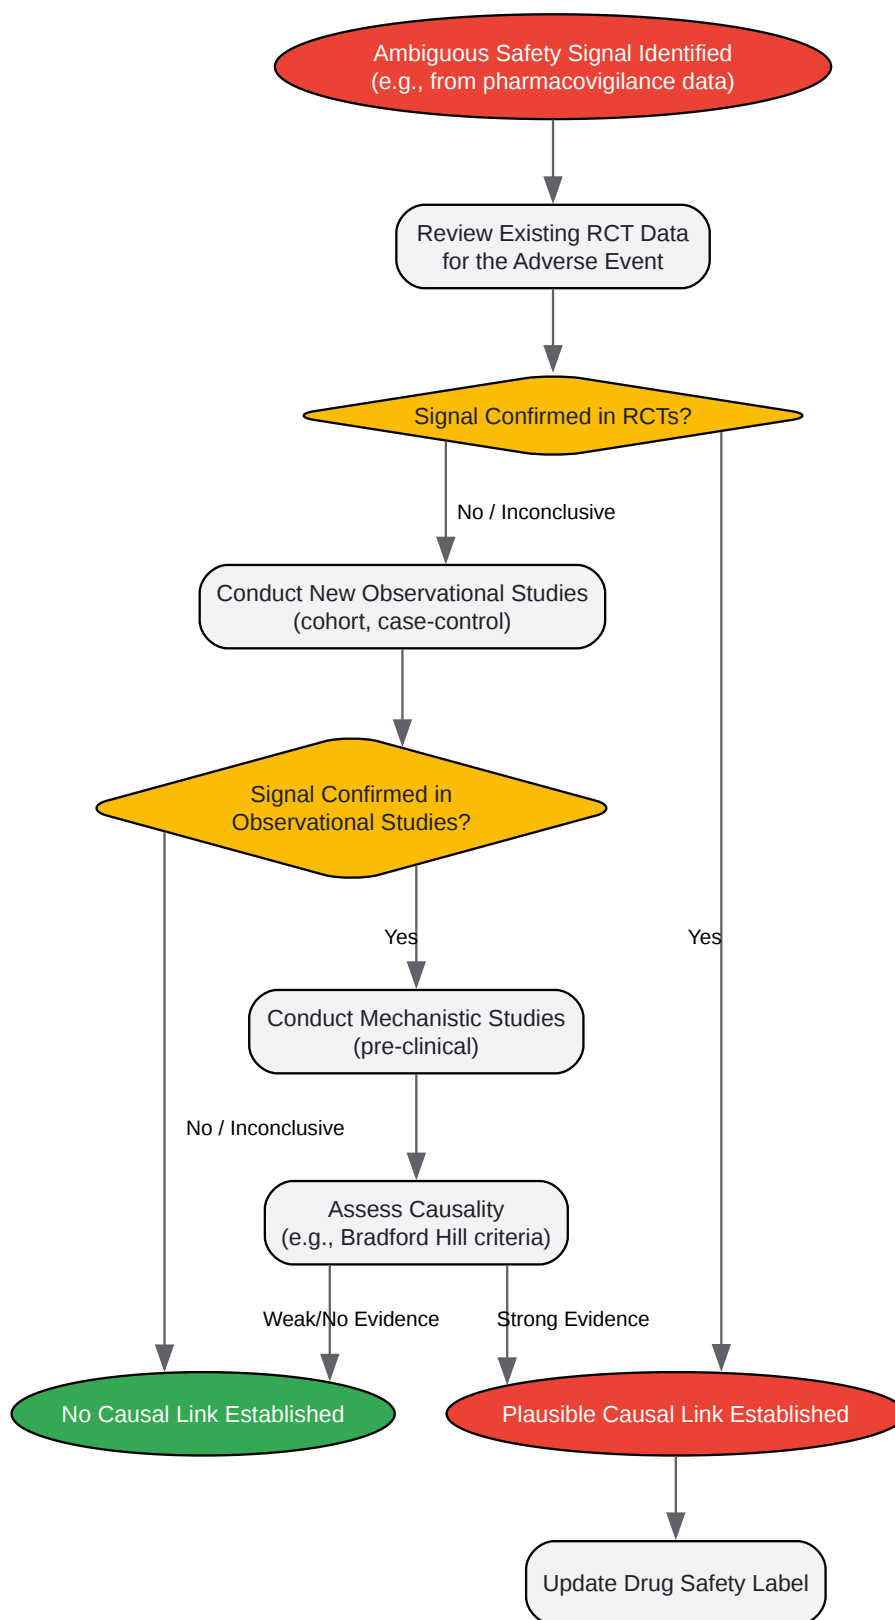 Ambiguous Safety Signal Identified
(e.g., from pharmacovigilance data)
Review Existing RCT Data
for the Adverse Event
Signal Confirmed in RCTs?
No / Inconclusive
Conduct New Observational Studies
(cohort, case-control)
Signal Confirmed in
Observational Studies?
Yes
Yes
Conduct Mechanistic Studies
(pre-clinical)
No / Inconclusive
Assess Causality
(e.g., Bradford Hill criteria)
Weak/No Evidence
Strong Evidence
No Causal Link Established
Plausible Causal Link Established
Update Drug Safety Label